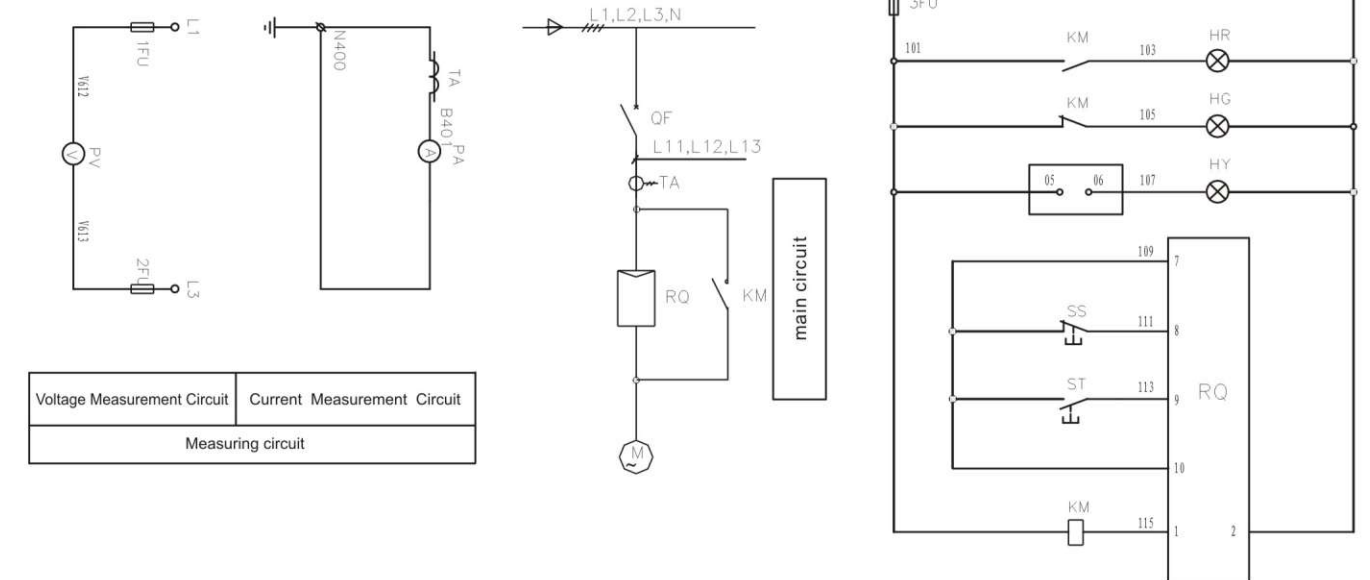 L1
1FU
V612
V
PV
V613
2FU
L3
N400
TA
B401
A
PA
Voltage Measurement Circuit
Current Measurement Circuit
Measuring circuit
L1,L2,L3,N
QF
L11,L12,L13
TA
RQ
KM
M
~
main circuit
3FU
101
KM
103
HR
KM
105
HG
05
06
107
HY
109
7
SS
111
8
ST
113
9
RQ
10
KM
115
1
2